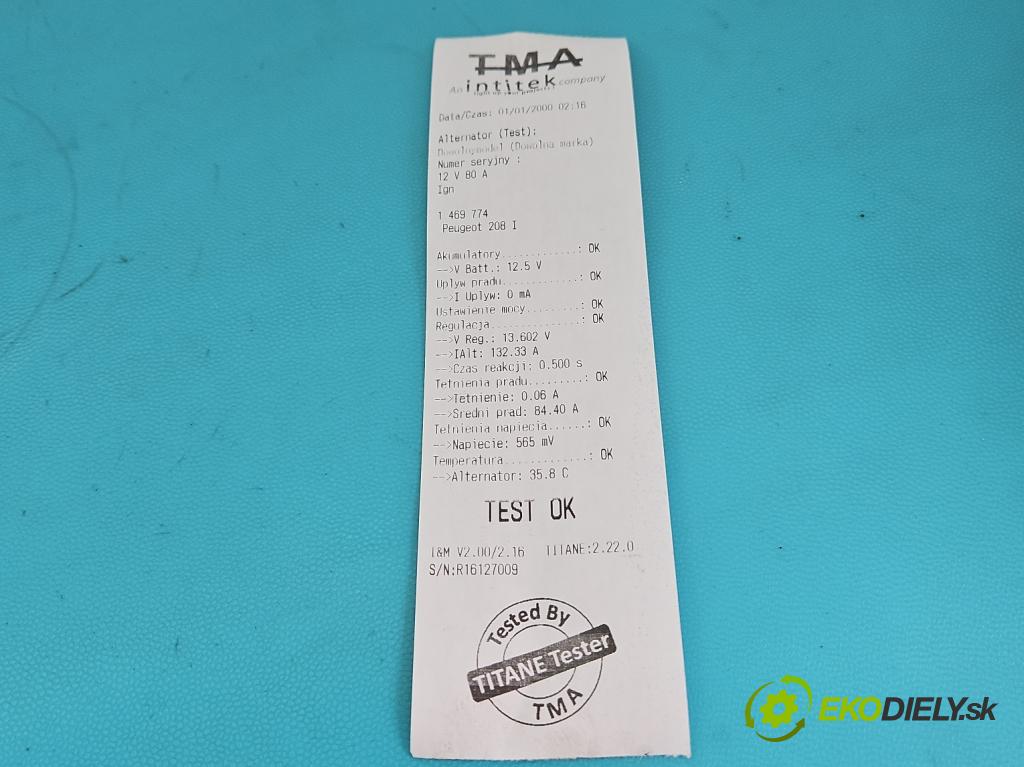 TMA
An intitek company
Data/Czas: 01/01/2000 02:16
Alternator (Test):
(Dowolna marka)
Numer seryjny :
12 V 80 A
Ign
1 469 774
Peugeot 208 I
Akumulatory............: OK
-->V Batt.: 12.5 V
Uplyw pradu............: OK
-->I Uplyw: 0 mA
Ustawienie mocy........: OK
Regulacja..............: OK
-->V Reg.: 13.602 V
-->IAlt: 132.33 A
-->Czas reakcji: 0.500 s
Tetnienia pradu.........: OK
-->Tetnienie: 0.06 A
-->Sredni prad: 84.40 A
Tetnienia napiecia......: OK
-->Napiecie: 565 mV
Temperatura.............: OK
-->Alternator: 35.8 C
TEST OK
I&M V2.00/2.16 TITANE:2.22.0
S/N:R16127009
Tested By
TITANE Tester
TMA
EKODIELY.sk